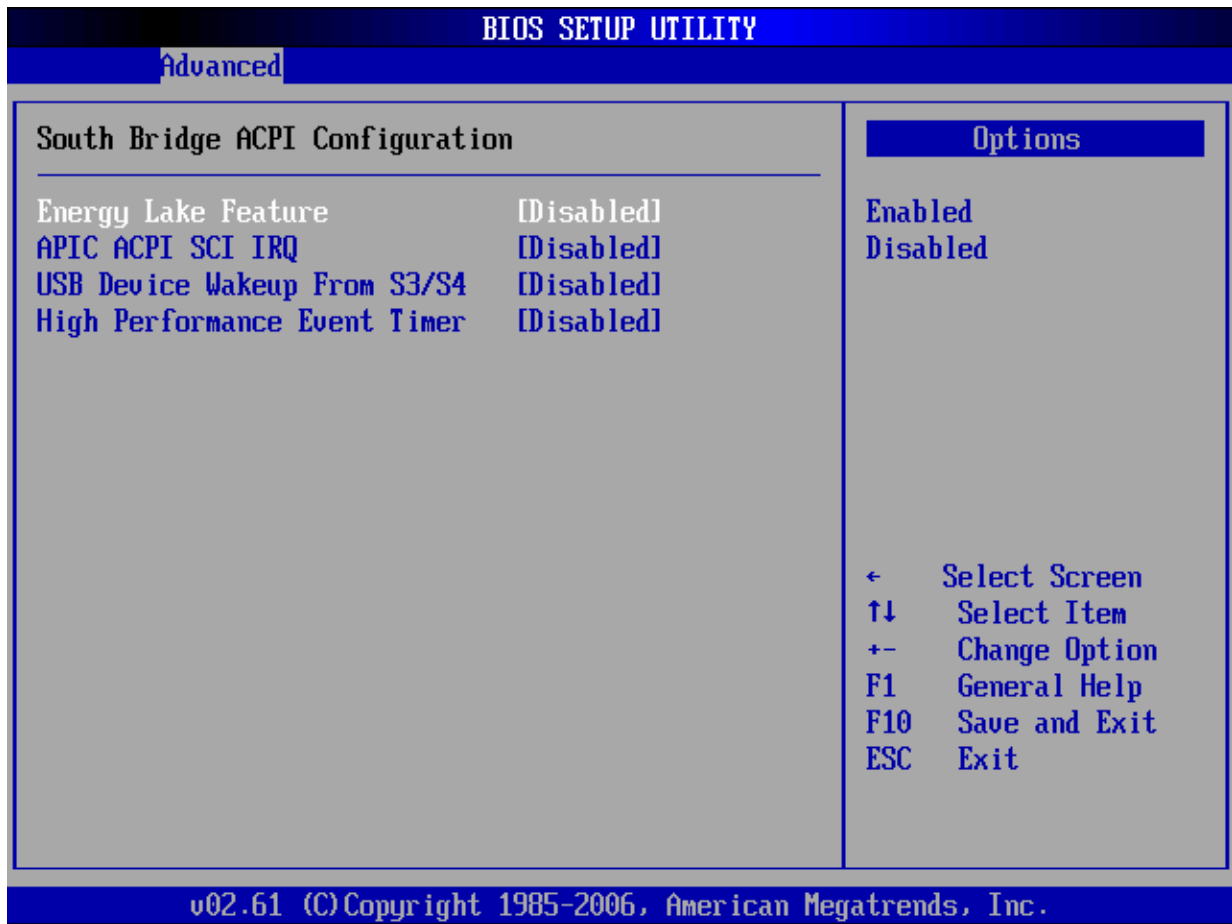 BIOS SETUP UTILITY
Advanced
South Bridge ACPI Configuration
Energy Lake Feature [Disabled]
APIC ACPI SCI IRQ [Disabled]
USB Device Wakeup From S3/S4 [Disabled]
High Performance Event Timer [Disabled]
Options
Enabled
Disabled
← Select Screen
↑↓ Select Item
+- Change Option
F1 General Help
F10 Save and Exit
ESC Exit
v02.61 (C)Copyright 1985-2006, American Megatrends, Inc.